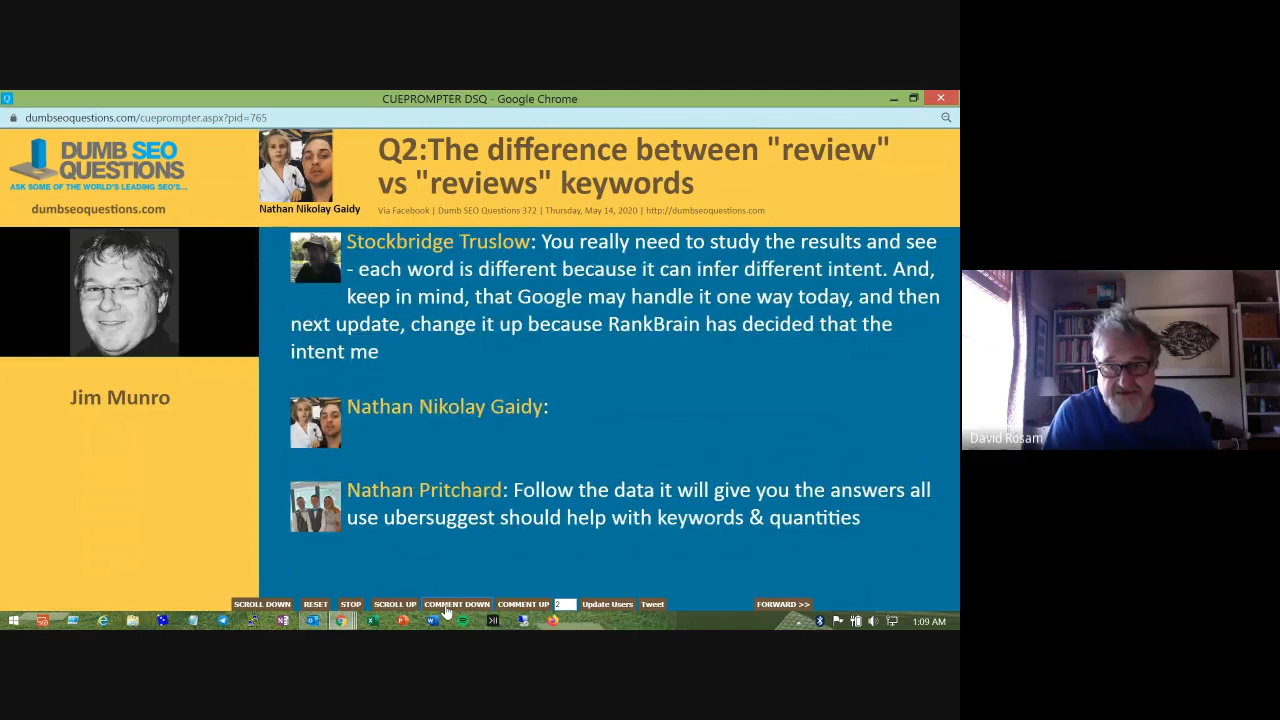 CUEPROMPTER DSQ - Google Chrome
dumbseoquestions.com/cueprompter.aspx?pid=765
DUMB SEO
QUESTIONS
ASK SOME OF THE WORLD'S LEADING SEO'S...
dumbseoquestions.com
Nathan Nikolay Gaidy
Q2:The difference between "review"
vs "reviews" keywords
Via Facebook | Dumb SEO Questions 372 | Thursday, May 14, 2020 | http://dumbseoquestions.com
Jim Munro
Stockbridge Truslow: You really need to study the results and see
- each word is different because it can infer different intent. And,
keep in mind, that Google may handle it one way today, and then
next update, change it up because RankBrain has decided that the
intent me
Nathan Nikolay Gaidy:
Nathan Pritchard: Follow the data it will give you the answers all
use ubersuggest should help with keywords & quantities
David Rosam
SCROLL DOWN RESET STOP SCROLL UP COMMENT DOWN COMMENT UP 2 Update Users Tweet FORWARD >>
1:09 AM